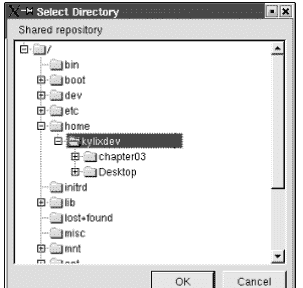 Select Directory
Shared repository
/
bin
boot
dev
etc
home
kylixdev
chapter03
Desktop
initrd
lib
lost+found
misc
mnt
OK
Cancel